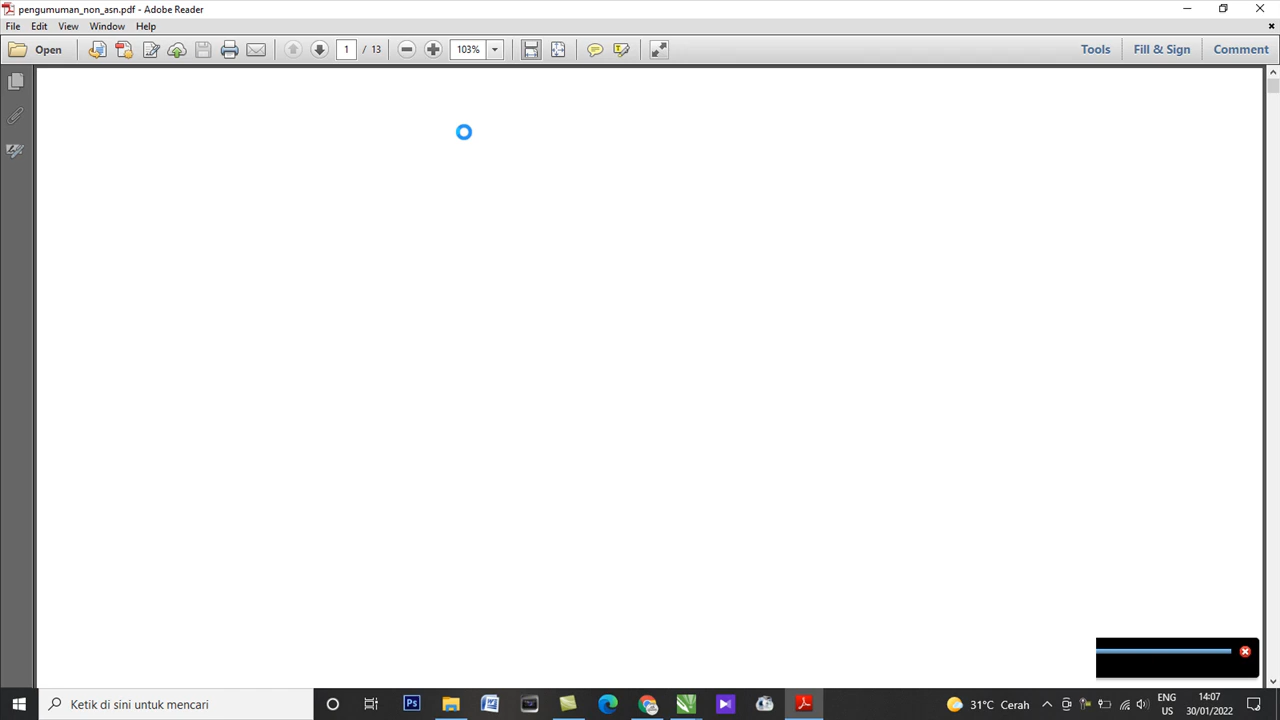 pengumuman_non_asn.pdf - Adobe Reader
File Edit View Window Help
Open 1 / 13 103% Tools Fill & Sign Comment
Ps
Ketik di sini untuk mencari 31°C Cerah ENG US 14:07 30/01/2022